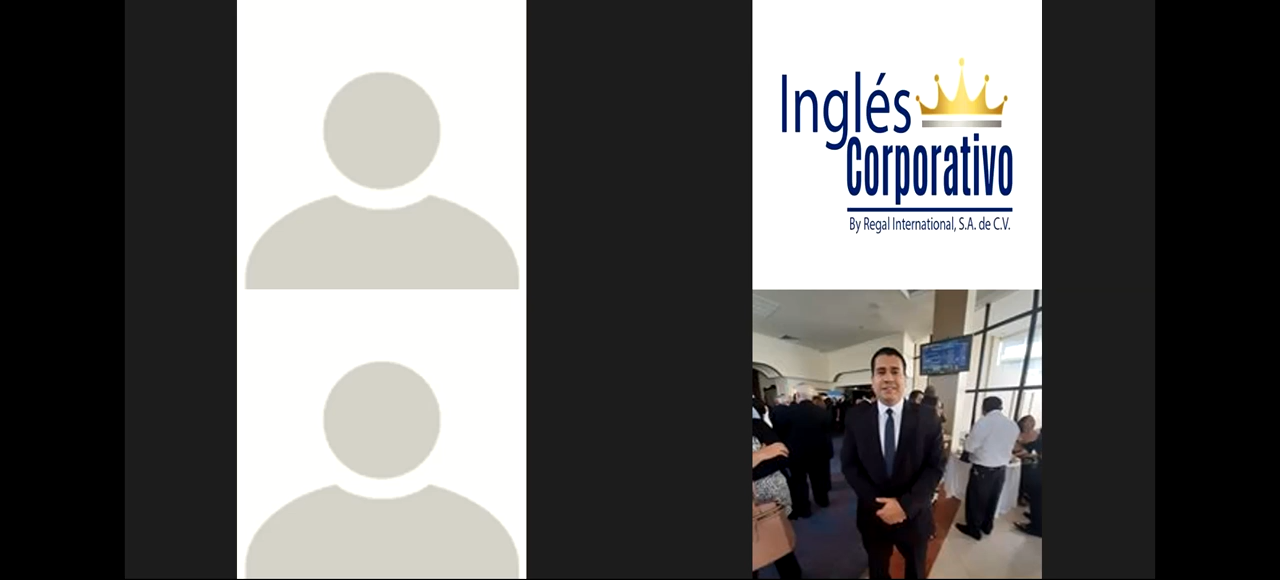 Inglés
Corporativo
By Regal International, S.A. de C.V.